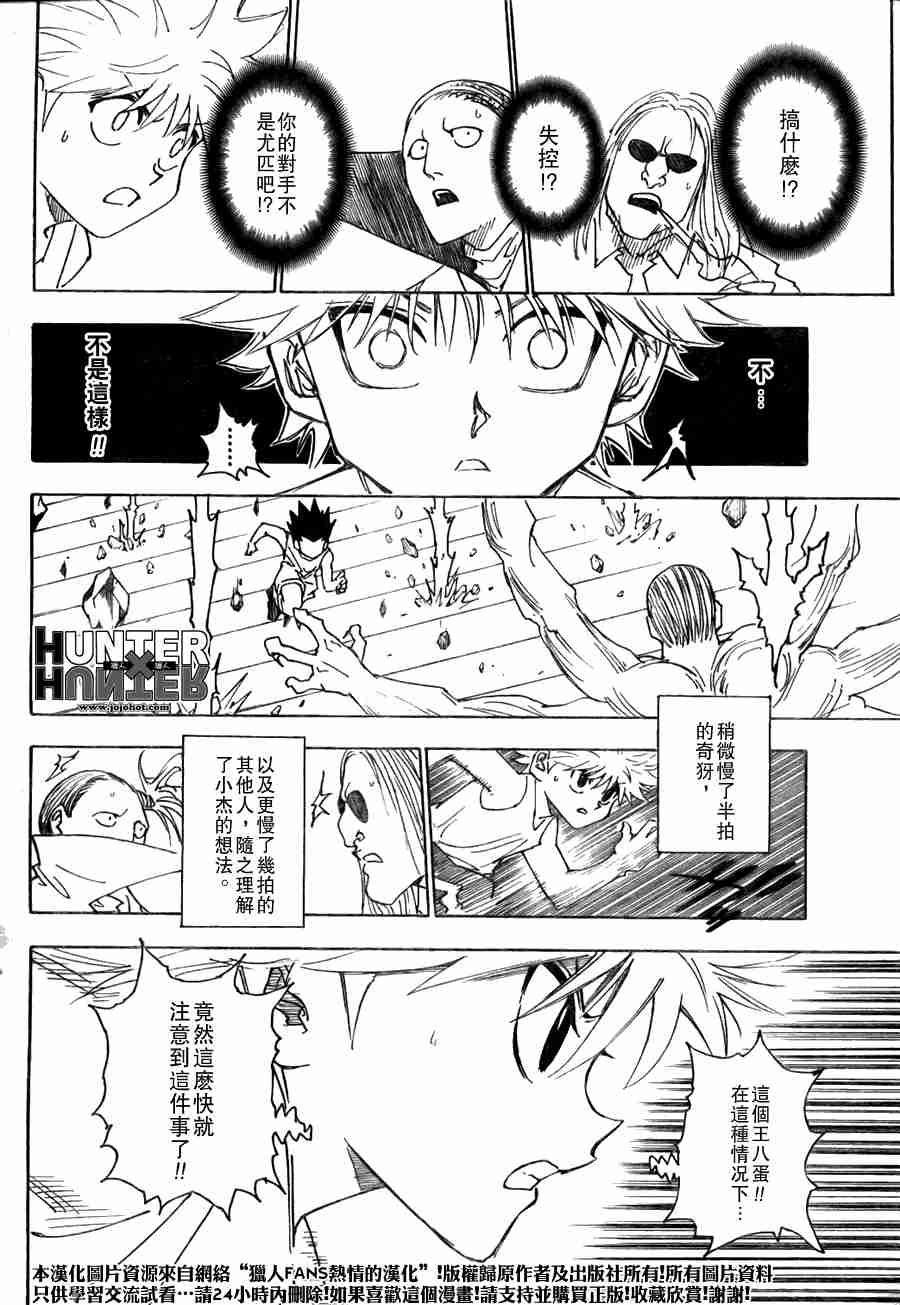 搞什麽!?
失控!?
你的對手不
是尤匹吧!?
不…
不是這樣!!
……
HUNTER
×
獵人 獵人
HUNTER
www.jojohot.com
稍微慢了半拍
的奇犽，
以及更慢了幾拍的
其他人，隨之理解
了小杰的想法。
這個王八蛋!!
在這種情況下…
竟然這麽快就
注意到這件事了!!
本漢化圖片資源來自網絡“獵人FANS熱情的漢化”!版權歸原作者及出版社所有!所有圖片資料
只供學習交流試看…請24小時內刪除!如果喜歡這個漫畫!請支持並購買正版!收藏欣賞!謝謝!